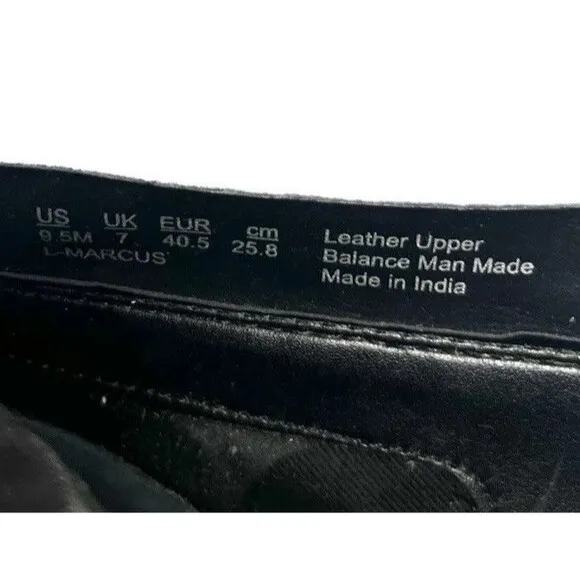 US UK EUR cm
9.5M 7 40.5 25.8
L-MARCUS
Leather Upper
Balance Man Made
Made in India